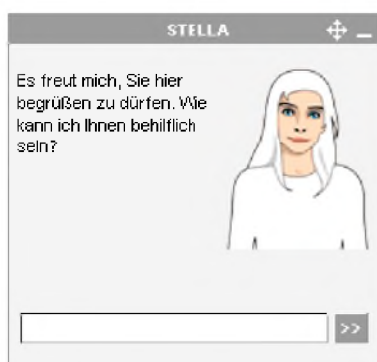 STELLA
Es freut mich, Sie hier
begrüßen zu dürfen. Wie
kann ich Ihnen behilflich
sein?
>>